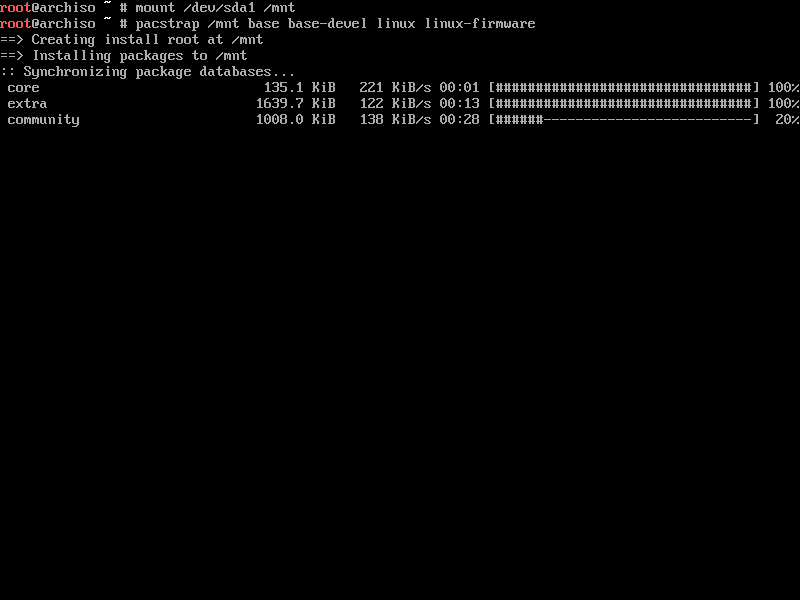 root@archiso ~ # mount /dev/sda1 /mnt
root@archiso ~ # pacstrap /mnt base base-devel linux linux-firmware
==> Creating install root at /mnt
==> Installing packages to /mnt
:: Synchronizing package databases...
core 135.1 KiB 221 KiB/s 00:01 [################################] 100%
extra 1639.7 KiB 122 KiB/s 00:13 [################################] 100%
community 1008.0 KiB 138 KiB/s 00:28 [######--------------------------] 20%